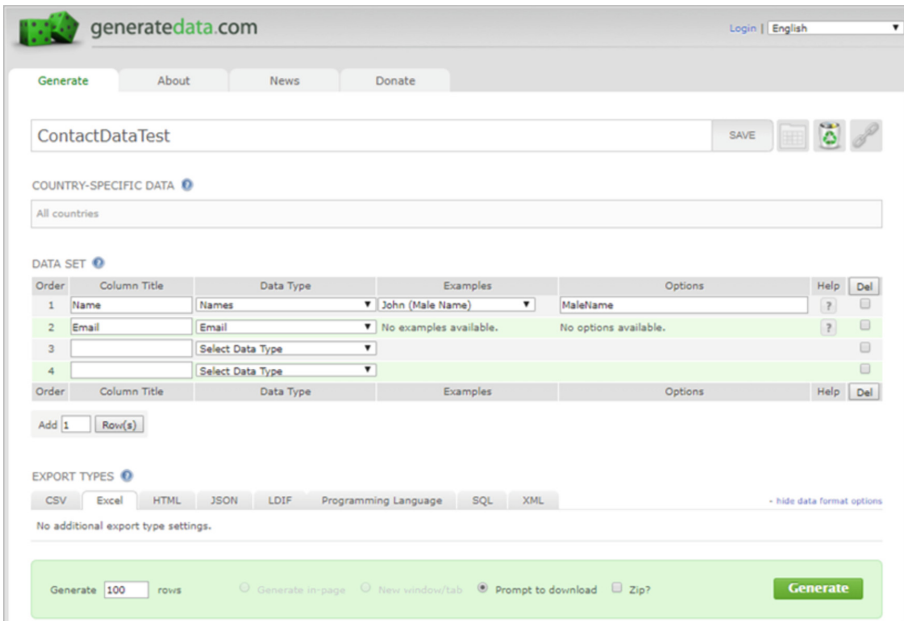 generatedata.com
Login | English
Generate About News Donate
ContactDataTest SAVE
COUNTRY-SPECIFIC DATA ?
All countries
DATA SET ?
Order Column Title Data Type Examples Options Help Del
1 Name Names John (Male Name) MaleName ?
2 Email Email No examples available. No options available. ?
3 Select Data Type
4 Select Data Type
Order Column Title Data Type Examples Options Help Del
Add 1 Row(s)
EXPORT TYPES ?
CSV Excel HTML JSON LDIF Programming Language SQL XML - hide data format options
No additional export type settings.
Generate 100 rows Generate in-page New window/tab Prompt to download Zip? Generate